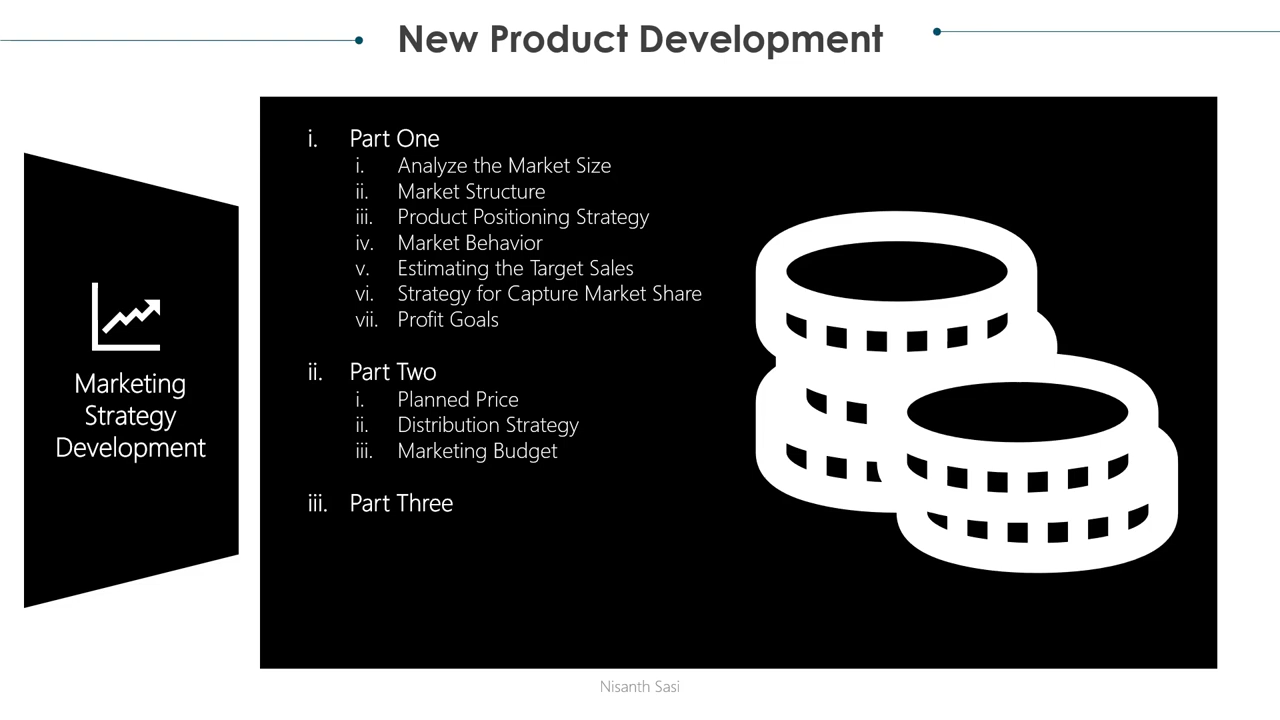 New Product Development
Marketing
Strategy
Development
i. Part One
i. Analyze the Market Size
ii. Market Structure
iii. Product Positioning Strategy
iv. Market Behavior
v. Estimating the Target Sales
vi. Strategy for Capture Market Share
vii. Profit Goals
ii. Part Two
i. Planned Price
ii. Distribution Strategy
iii. Marketing Budget
iii. Part Three
Nisanth Sasi